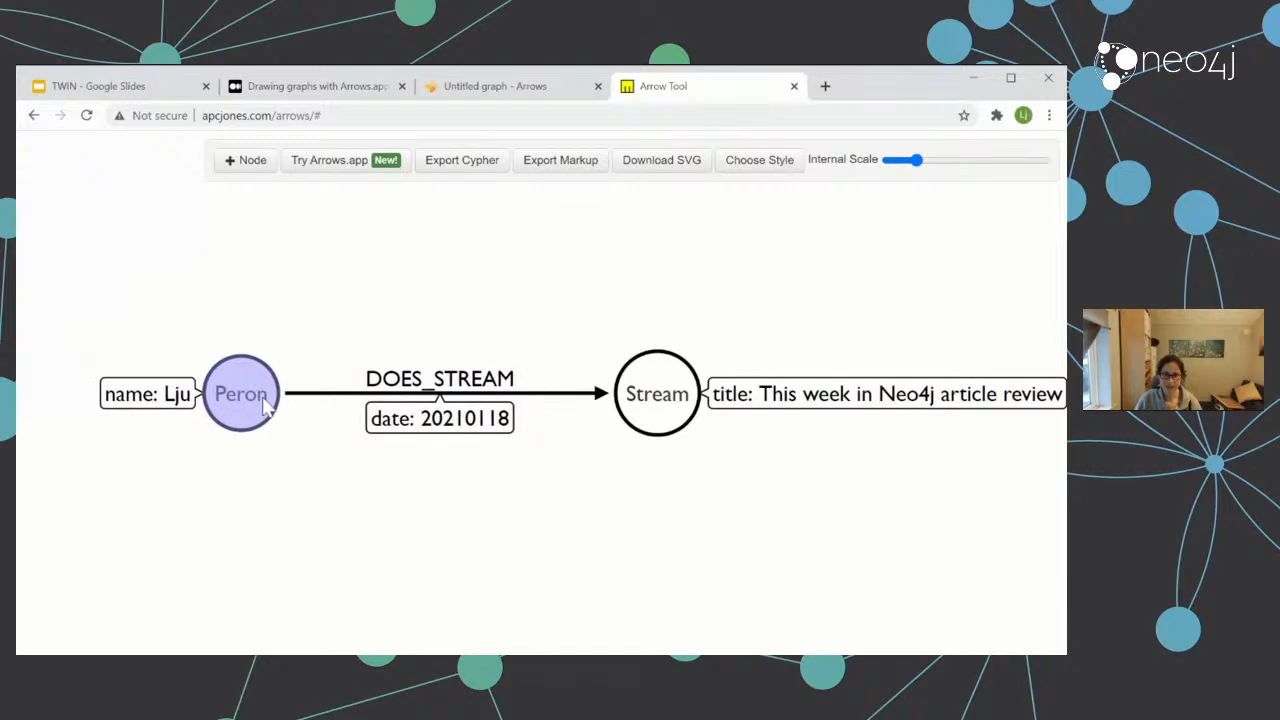 neo4j
TWIN - Google Slides
Drawing graphs with Arrows.app
Untitled graph - Arrows
Arrow Tool
Not secure
apcjones.com/arrows/#
Lj
+ Node
Try Arrows.app New!
Export Cypher
Export Markup
Download SVG
Choose Style
Internal Scale
name: Lju
Peron
DOES_STREAM
date: 20210118
Stream
title: This week in Neo4j article review